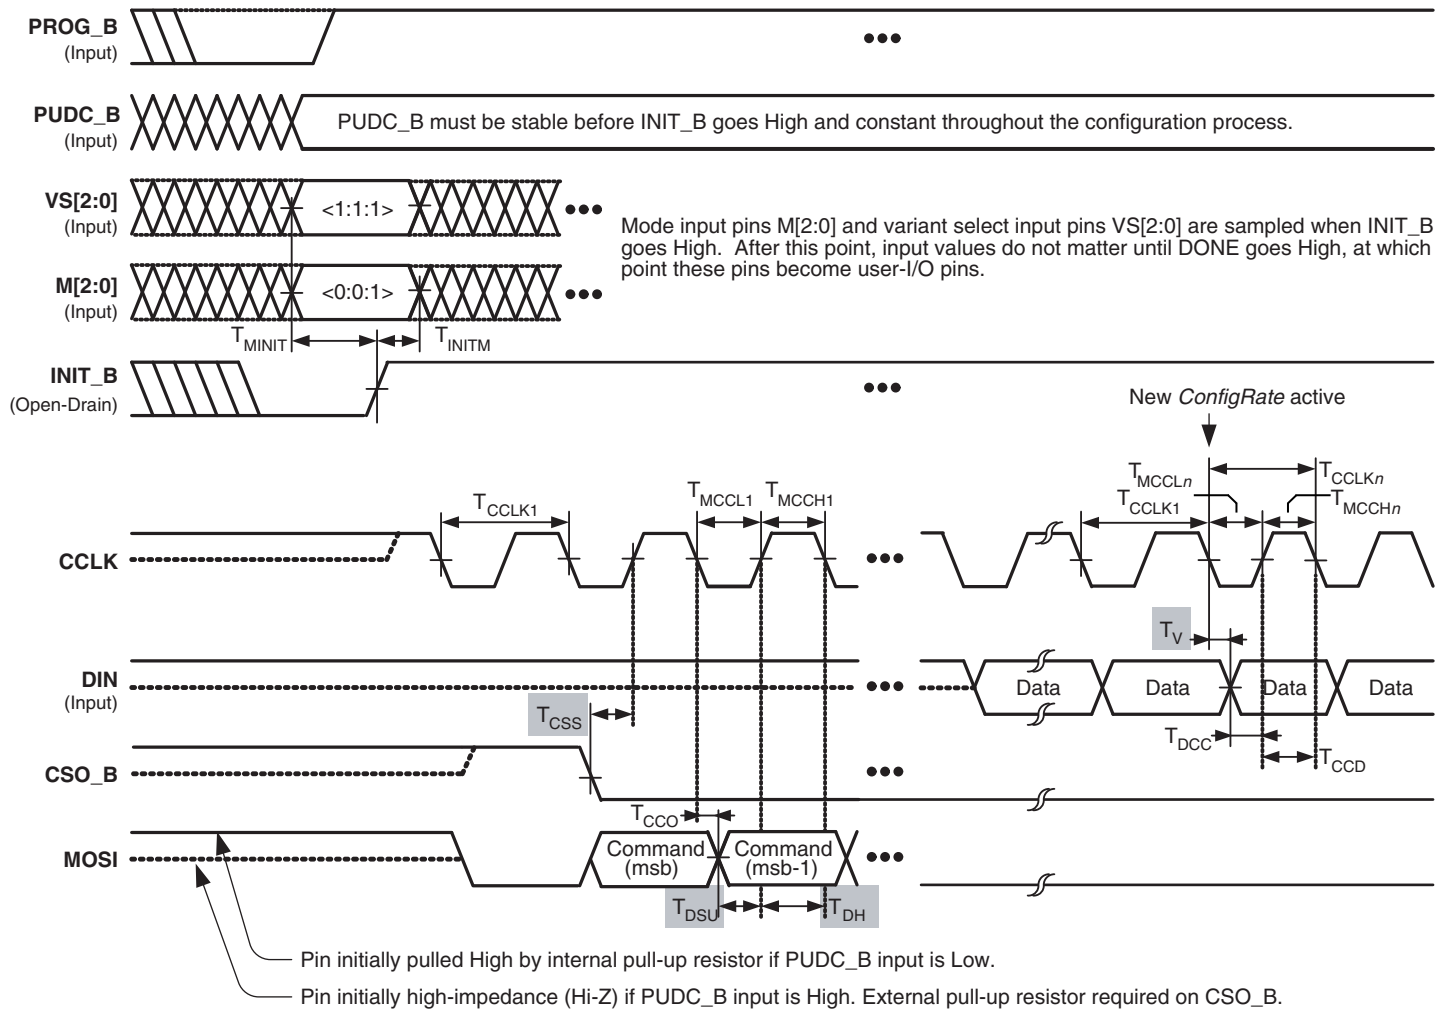 PROG_B
(Input)
PUDC_B
(Input)
PUDC_B must be stable before INIT_B goes High and constant throughout the configuration process.
VS[2:0]
(Input)
<1:1:1>
Mode input pins M[2:0] and variant select input pins VS[2:0] are sampled when INIT_B
goes High. After this point, input values do not matter until DONE goes High, at which
point these pins become user-I/O pins.
M[2:0]
(Input)
<0:0:1>
TMINIT
TINITM
INIT_B
(Open-Drain)
New ConfigRate active
TCCLK1
TMCCL1
TMCCH1
TMCCLn
TCCLKn
TCCLK1
TMCCHn
CCLK
TV
DIN
(Input)
Data
Data
Data
Data
TCSS
TDCC
TCCD
CSO_B
TCCO
MOSI
Command
(msb)
Command
(msb-1)
TDSU
TDH
Pin initially pulled High by internal pull-up resistor if PUDC_B input is Low.
Pin initially high-impedance (Hi-Z) if PUDC_B input is High. External pull-up resistor required on CSO_B.